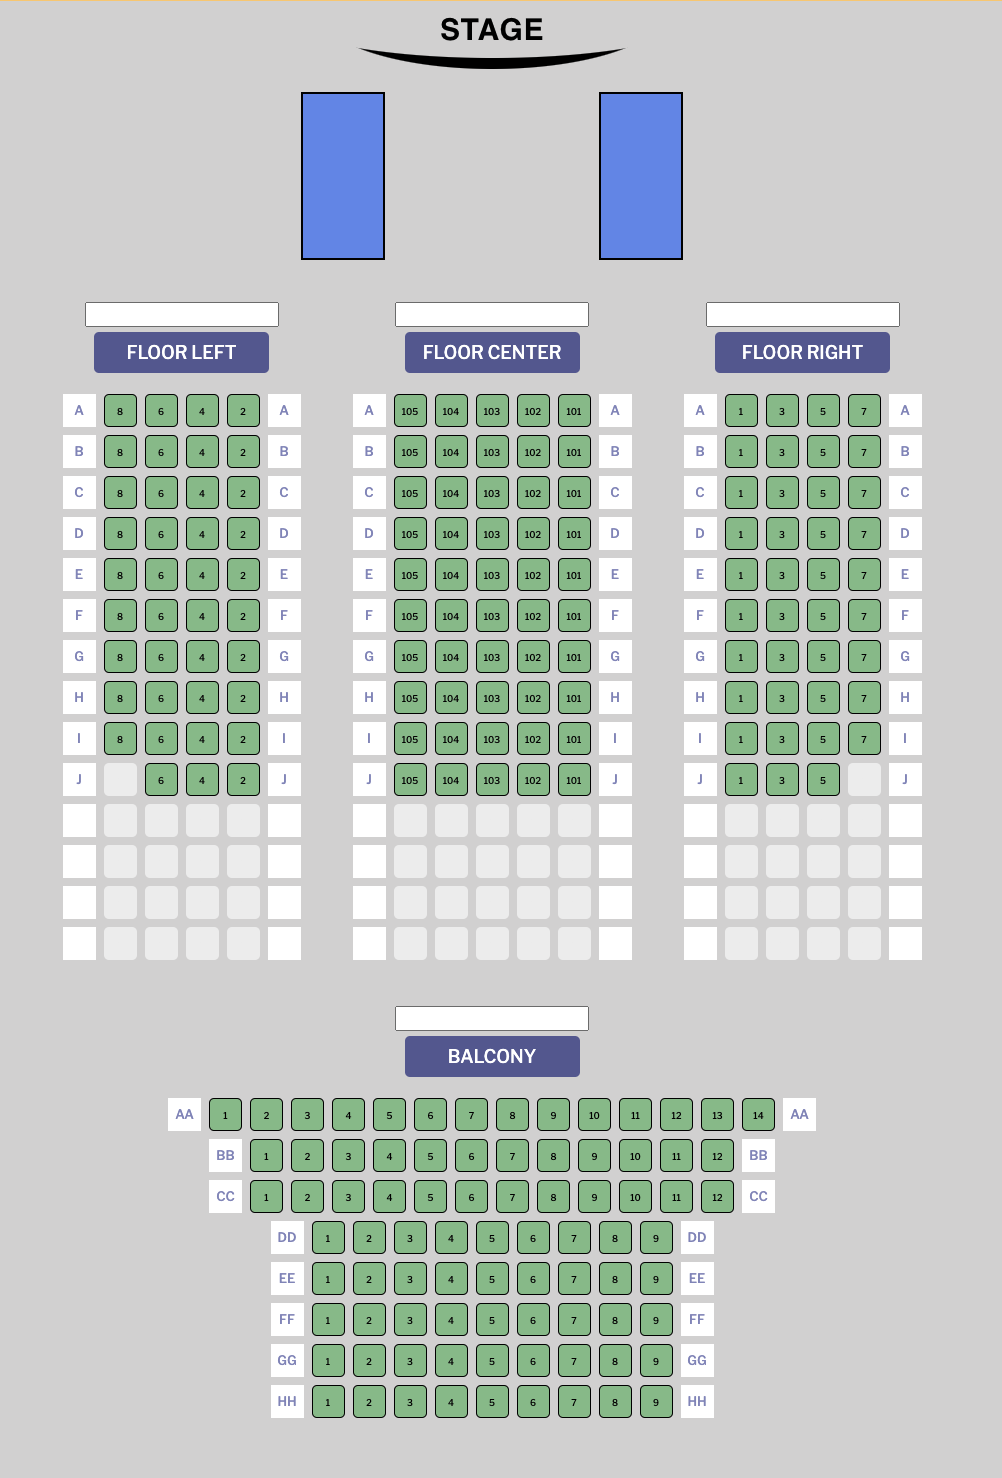 STAGE
FLOOR LEFT FLOOR CENTER FLOOR RIGHT
A 8 6 4 2 A A 105 104 103 102 101 A A 1 3 5 7 A
B 8 6 4 2 B B 105 104 103 102 101 B B 1 3 5 7 B
C 8 6 4 2 C C 105 104 103 102 101 C C 1 3 5 7 C
D 8 6 4 2 D D 105 104 103 102 101 D D 1 3 5 7 D
E 8 6 4 2 E E 105 104 103 102 101 E E 1 3 5 7 E
F 8 6 4 2 F F 105 104 103 102 101 F F 1 3 5 7 F
G 8 6 4 2 G G 105 104 103 102 101 G G 1 3 5 7 G
H 8 6 4 2 H H 105 104 103 102 101 H H 1 3 5 7 H
I 8 6 4 2 I I 105 104 103 102 101 I I 1 3 5 7 I
J 6 4 2 J J 105 104 103 102 101 J J 1 3 5 J
BALCONY
AA 1 2 3 4 5 6 7 8 9 10 11 12 13 14 AA
BB 1 2 3 4 5 6 7 8 9 10 11 12 BB
CC 1 2 3 4 5 6 7 8 9 10 11 12 CC
DD 1 2 3 4 5 6 7 8 9 DD
EE 1 2 3 4 5 6 7 8 9 EE
FF 1 2 3 4 5 6 7 8 9 FF
GG 1 2 3 4 5 6 7 8 9 GG
HH 1 2 3 4 5 6 7 8 9 HH